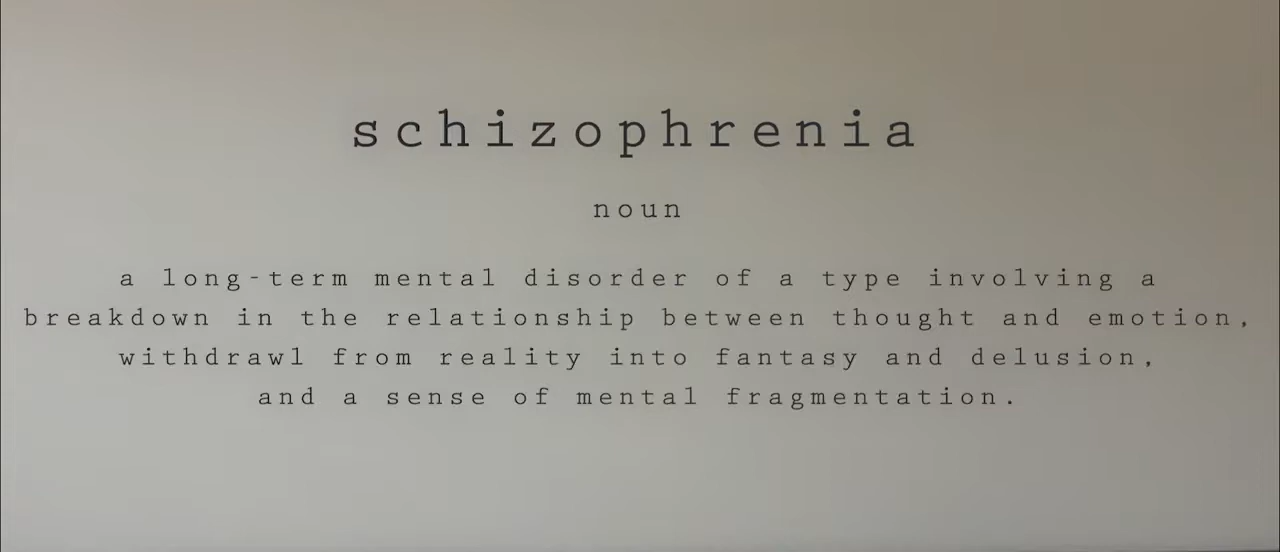 schizophrenia
noun
a long-term mental disorder of a type involving a
breakdown in the relationship between thought and emotion,
withdrawl from reality into fantasy and delusion,
and a sense of mental fragmentation.